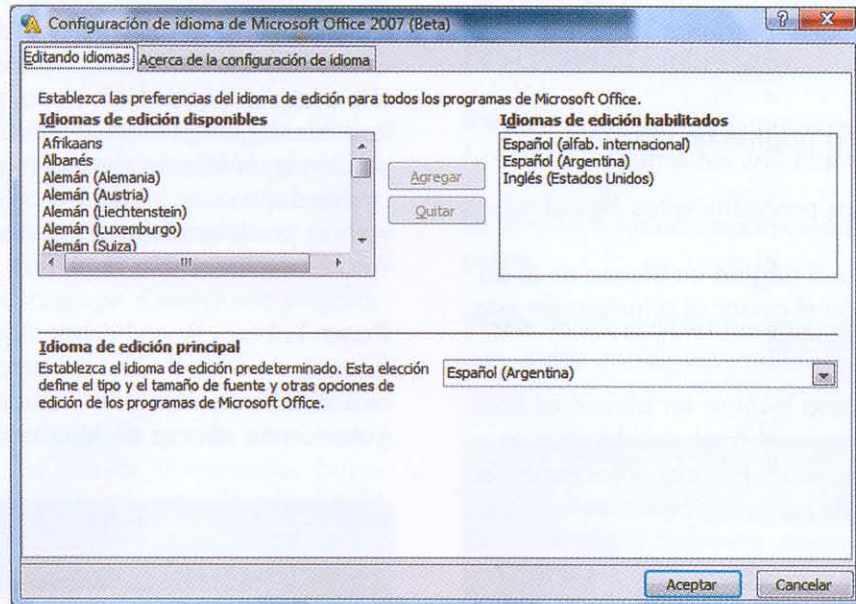 Configuración de idioma de Microsoft Office 2007 (Beta)
Editando idiomas
Acerca de la configuración de idioma
Establezca las preferencias del idioma de edición para todos los programas de Microsoft Office.
Idiomas de edición disponibles
Afrikaans
Albanés
Alemán (Alemania)
Alemán (Austria)
Alemán (Liechtenstein)
Alemán (Luxemburgo)
Alemán (Suiza)
Agregar
Quitar
Idiomas de edición habilitados
Español (alfab. internacional)
Español (Argentina)
Inglés (Estados Unidos)
Idioma de edición principal
Establezca el idioma de edición predeterminado. Esta elección
define el tipo y el tamaño de fuente y otras opciones de
edición de los programas de Microsoft Office.
Español (Argentina)
Aceptar
Cancelar